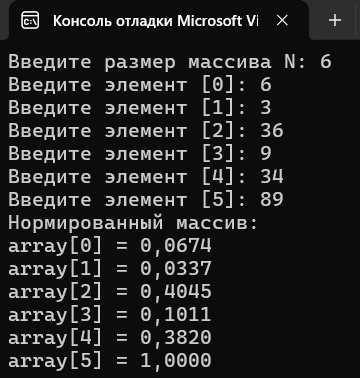 Консоль отладки Microsoft Vi
Введите размер массива N: 6
Введите элемент [0]: 6
Введите элемент [1]: 3
Введите элемент [2]: 36
Введите элемент [3]: 9
Введите элемент [4]: 34
Введите элемент [5]: 89
Нормированный массив:
array[0] = 0,0674
array[1] = 0,0337
array[2] = 0,4045
array[3] = 0,1011
array[4] = 0,3820
array[5] = 1,0000